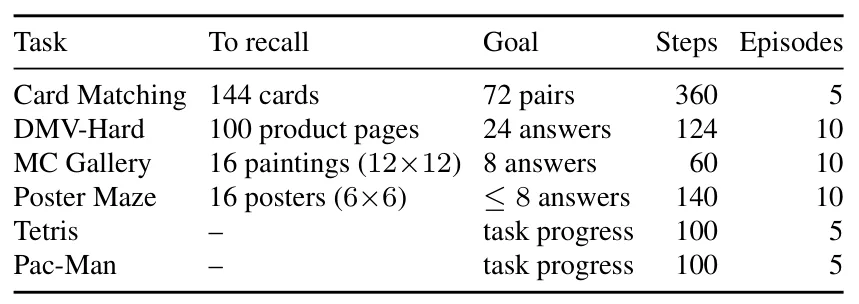 Task To recall Goal Steps Episodes
Card Matching 144 cards 72 pairs 360 5
DMV-Hard 100 product pages 24 answers 124 10
MC Gallery 16 paintings (12×12) 8 answers 60 10
Poster Maze 16 posters (6×6) ≤ 8 answers 140 10
Tetris – task progress 100 5
Pac-Man – task progress 100 5